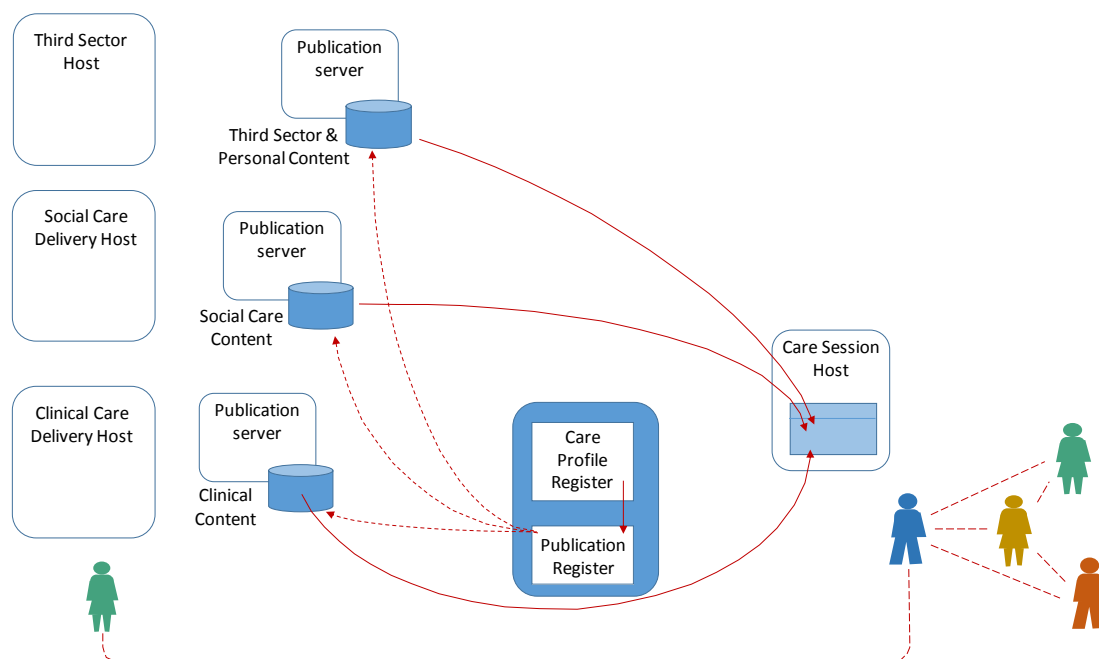 Third Sector
Host
Publication
server
Third Sector &
Personal Content
Social Care
Delivery Host
Publication
server
Social Care
Content
Care Session
Host
Clinical Care
Delivery Host
Publication
server
Clinical
Content
Care
Profile
Register
Publication
Register